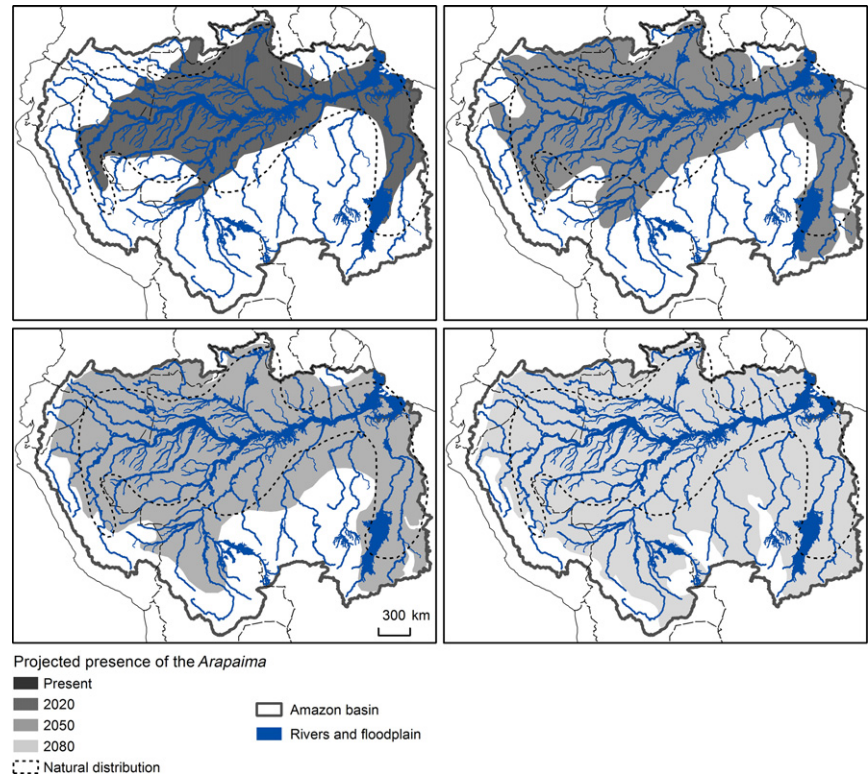 300 km
Projected presence of the Arapaima
Present
2020
2050
2080
Natural distribution
Amazon basin
Rivers and floodplain